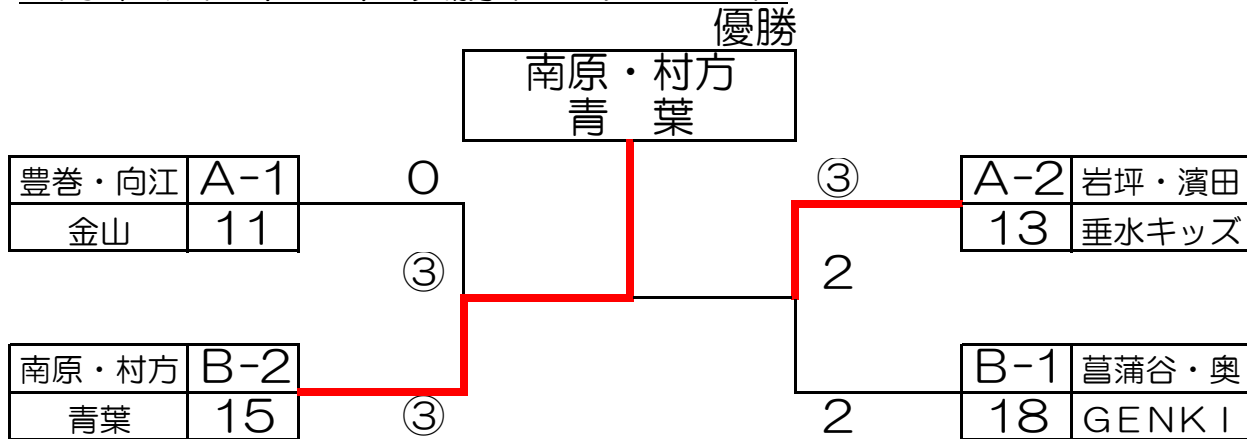 優勝
南原・村方
青　葉
豊巻・向江 A-1 0 ③ A-2 岩坪・濱田
金山 11 13 垂水キッズ
③ 2
南原・村方 B-2 B-1 菖蒲谷・奥
青葉 15 ③ 2 18 GENKI